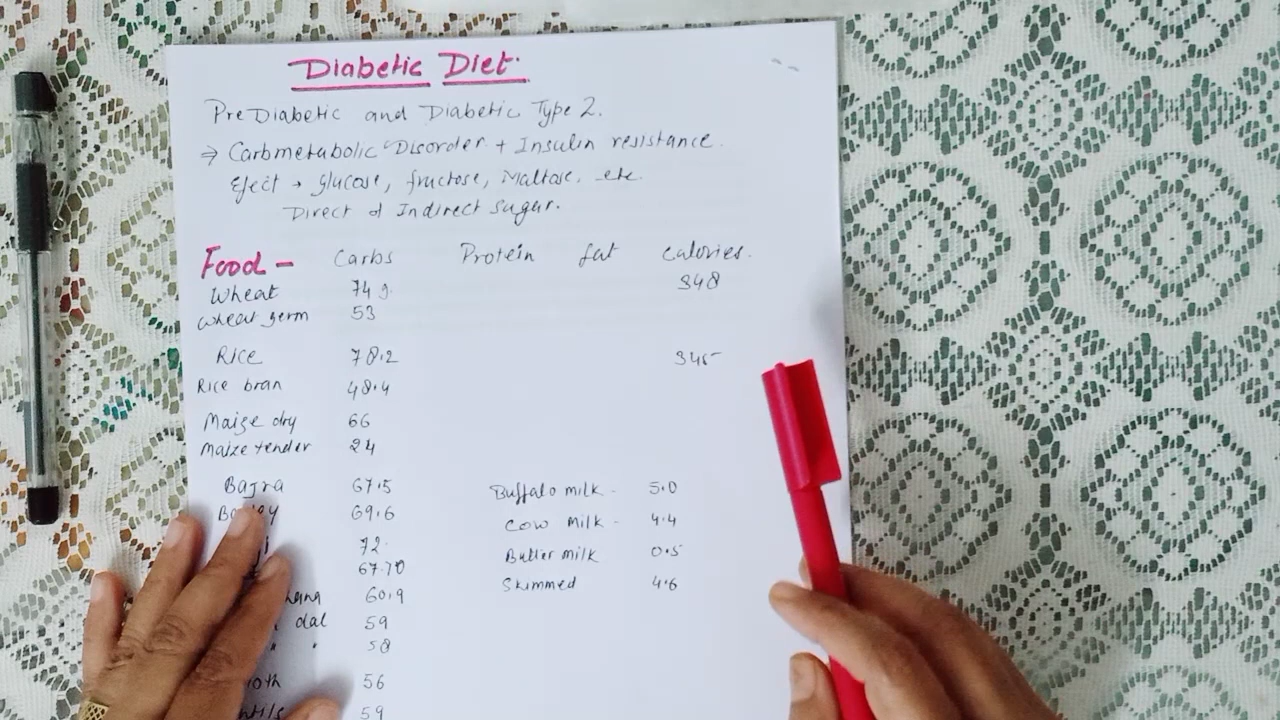 Diabetic Diet.
Pre Diabetic and Diabetic Type 2.
⇒ Carbmetabolic Disorder + Insulin resistance.
Efect → glucose, fructose, Maltose. etc.
Direct d Indirect sugar.
Food - Carbs Protein fat calories.
Wheat 74 g. 348
wheat germ 53
Rice 78.2 345
Rice bran 48.4
Maize dry 66
Maize tender 24
Bajra 67.5 Buffalo milk - 5.0
69.6 Cow milk - 4.4
72. Butter milk 0.5
67.70 Skimmed 4.6
60.9
dal 59
" " 58
56
59